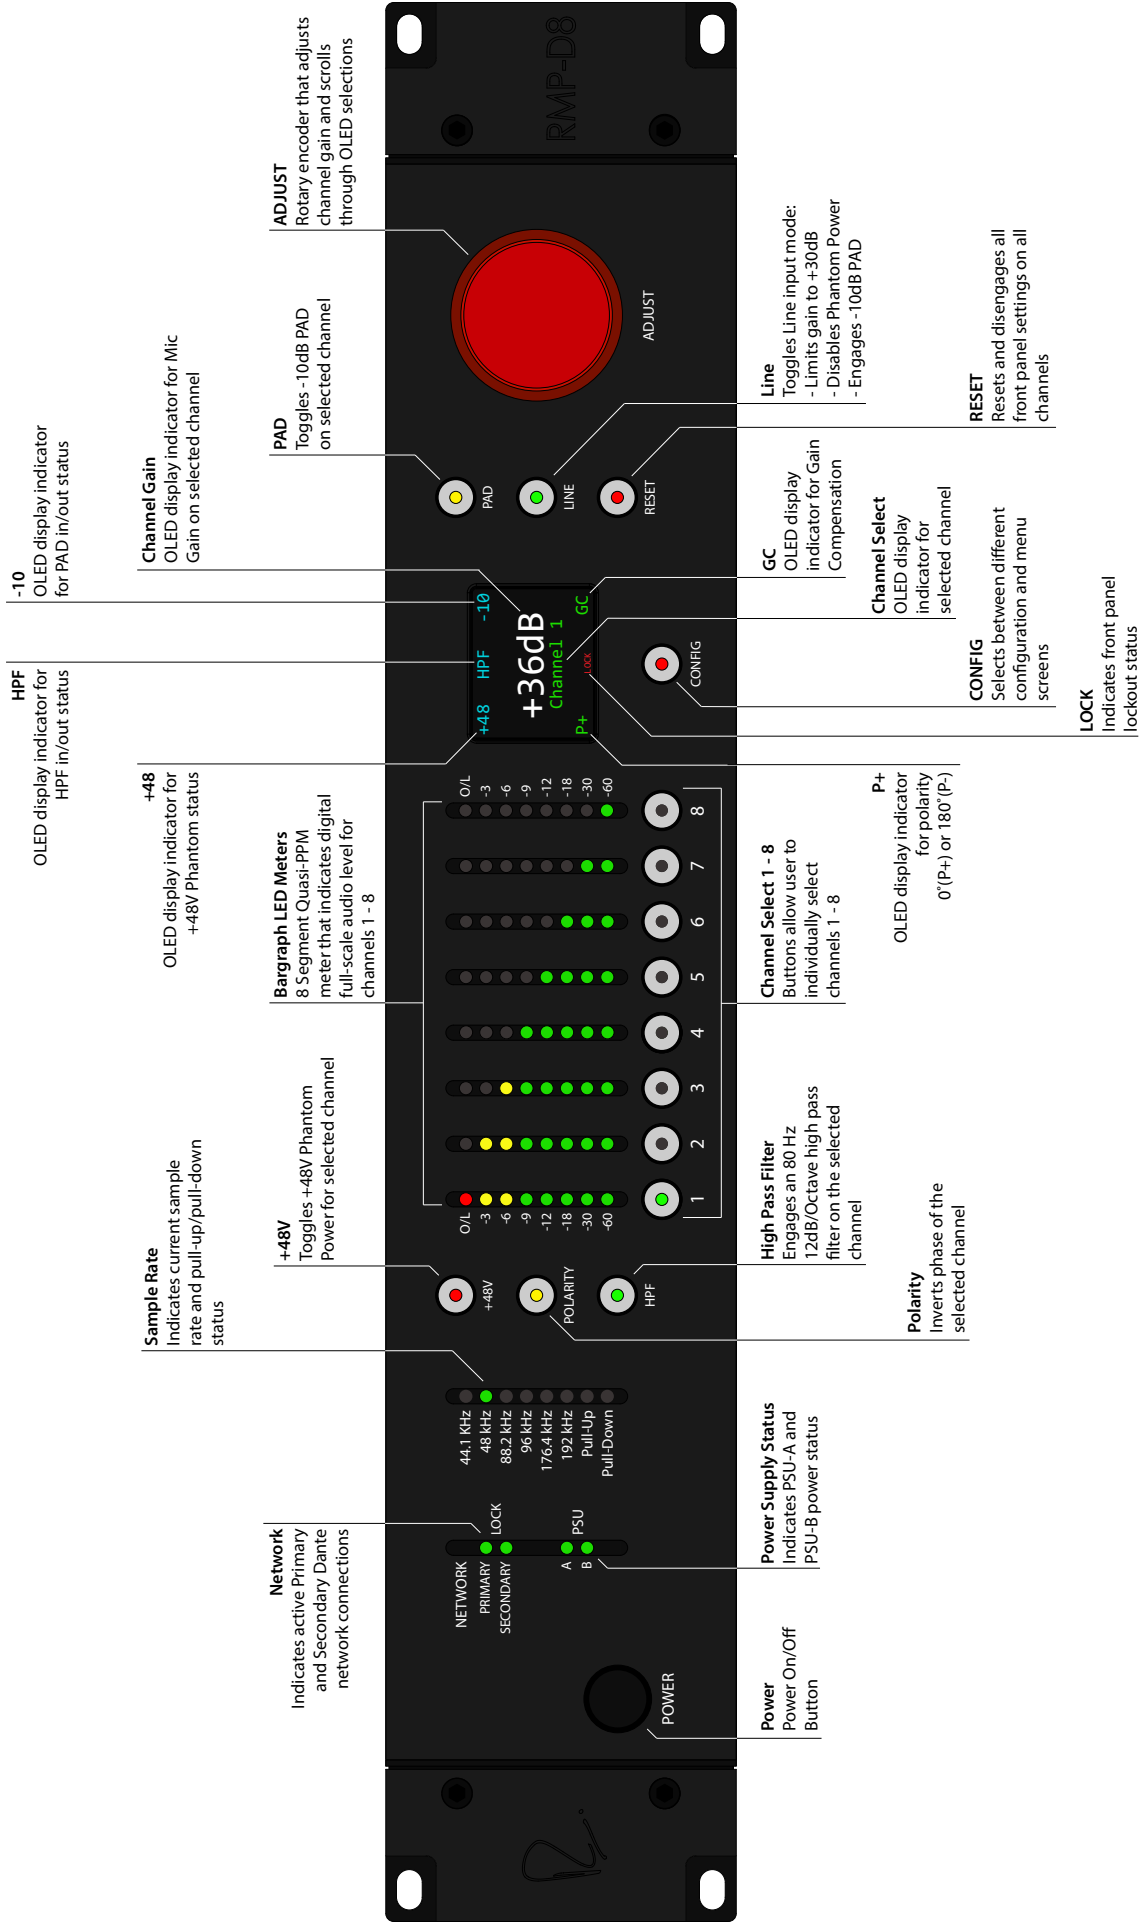 HPF
OLED display indicator for
HPF in/out status
-10
OLED display indicator
for PAD in/out status
+48
OLED display indicator for
+48V Phantom status
Channel Gain
OLED display indicator for Mic
Gain on selected channel
Sample Rate
Indicates current sample
rate and pull-up/pull-down
status
Network
Indicates active Primary
and Secondary Dante
network connections
+48V
Toggles +48V Phantom
Power for selected channel
Bargraph LED Meters
8 Segment Quasi-PPM
meter that indicates digital
full-scale audio level for
channels 1 - 8
PAD
Toggles -10dB PAD
on selected channel
ADJUST
Rotary encoder that adjusts
channel gain and scrolls
through OLED selections
NETWORK
PRIMARY
SECONDARY
LOCK
A
B
PSU
POWER
44.1 KHz
48 kHz
88.2 kHz
96 kHz
176.4 kHz
192 kHz
Pull-Up
Pull-Down
+48V
POLARITY
HPF
O/L
-3
-6
-9
-12
-18
-30
-60
1
2
3
4
5
6
7
8
O/L
-3
-6
-9
-12
-18
-30
-60
+48 HPF -10
+36dB
Channel 1
P+ LOCK GC
CONFIG
PAD
LINE
RESET
ADJUST
RMP-D8
Power
Power On/Off
Button
Power Supply Status
Indicates PSU-A and
PSU-B power status
High Pass Filter
Engages an 80 Hz
12dB/Octave high pass
filter on the selected
channel
Polarity
Inverts phase of the
selected channel
Channel Select 1 - 8
Buttons allow user to
individually select
channels 1 - 8
P+
OLED display indicator
for polarity
0°(P+) or 180°(P-)
GC
OLED display
indicator for Gain
Compensation
Channel Select
OLED display
indicator for
selected channel
CONFIG
Selects between different
configuration and menu
screens
LOCK
Indicates front panel
lockout status
Line
Toggles Line input mode:
- Limits gain to +30dB
- Disables Phantom Power
- Engages -10dB PAD
RESET
Resets and disengages all
front panel settings on all
channels